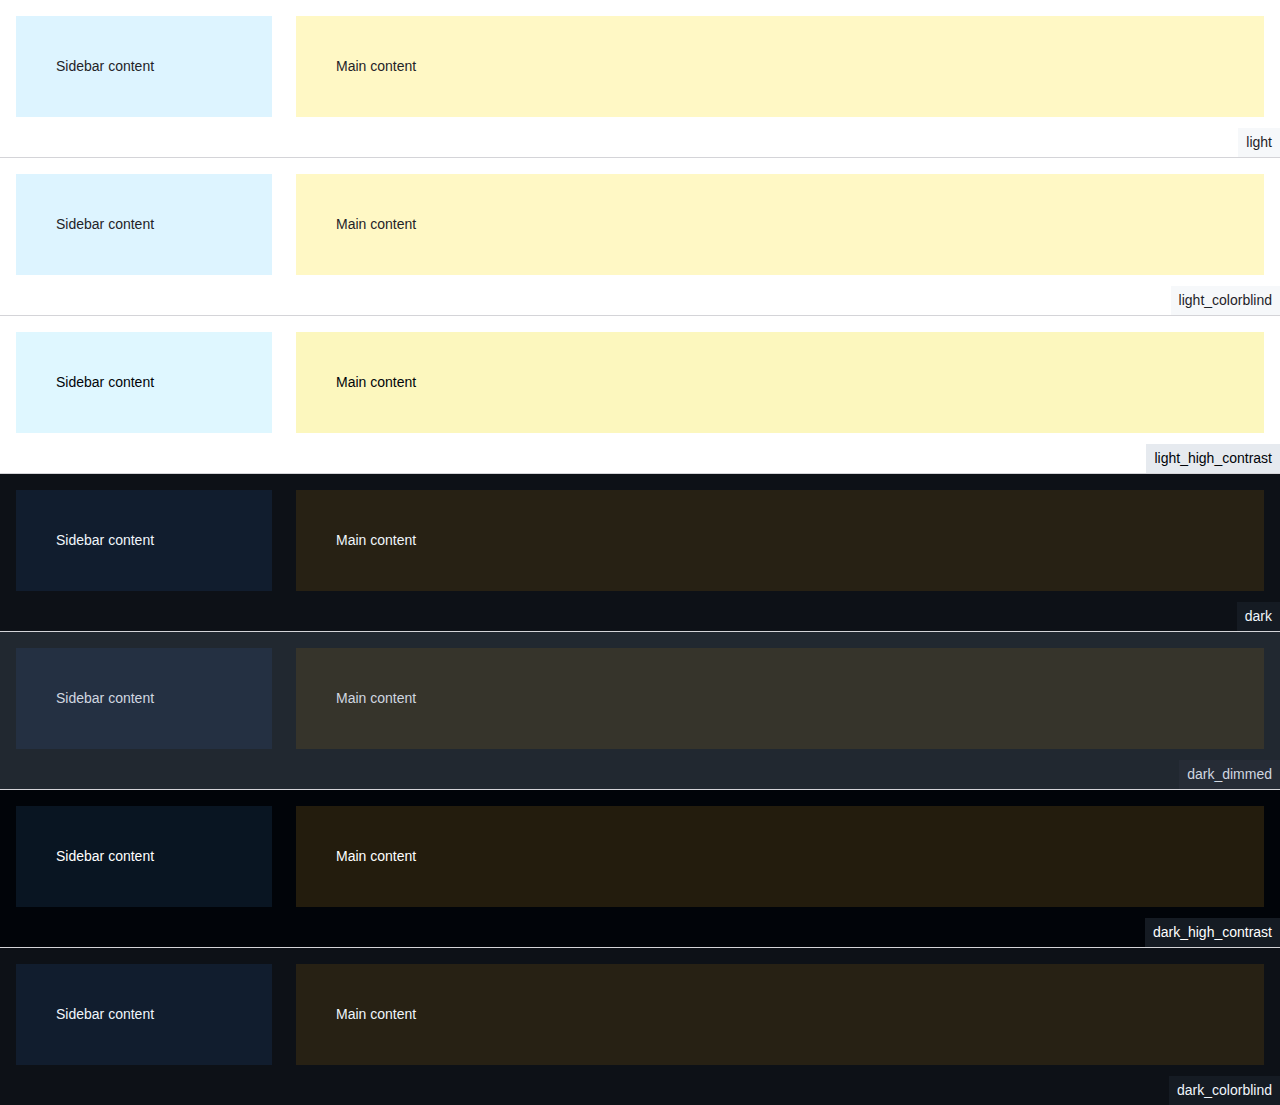 Sidebar content
Main content
light
Sidebar content
Main content
light_colorblind
Sidebar content
Main content
light_high_contrast
Sidebar content
Main content
dark
Sidebar content
Main content
dark_dimmed
Sidebar content
Main content
dark_high_contrast
Sidebar content
Main content
dark_colorblind